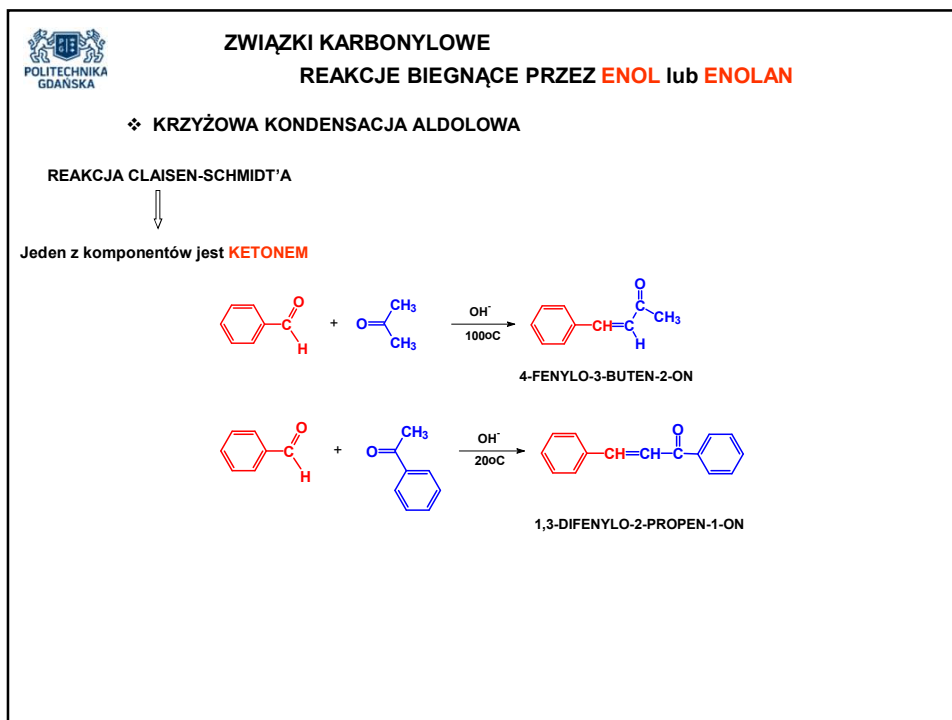 POLITECHNIKA
GDAŃSKA
ZWIĄZKI KARBONYLOWE
REAKCJE BIEGNĄCE PRZEZ ENOL lub ENOLAN
❖ KRZYŻOWA KONDENSACJA ALDOLOWA
REAKCJA CLAISEN-SCHMIDT'A
Jeden z komponentów jest KETONEM
O
C
H
+
O
CH₃
CH₃
OH⁻
100oC
CH=C
H
O
CH₃
4-FENYLO-3-BUTEN-2-ON
O
C
H
+
O
CH₃
OH⁻
20oC
O
CH=CH-C
1,3-DIFENYLO-2-PROPEN-1-ON